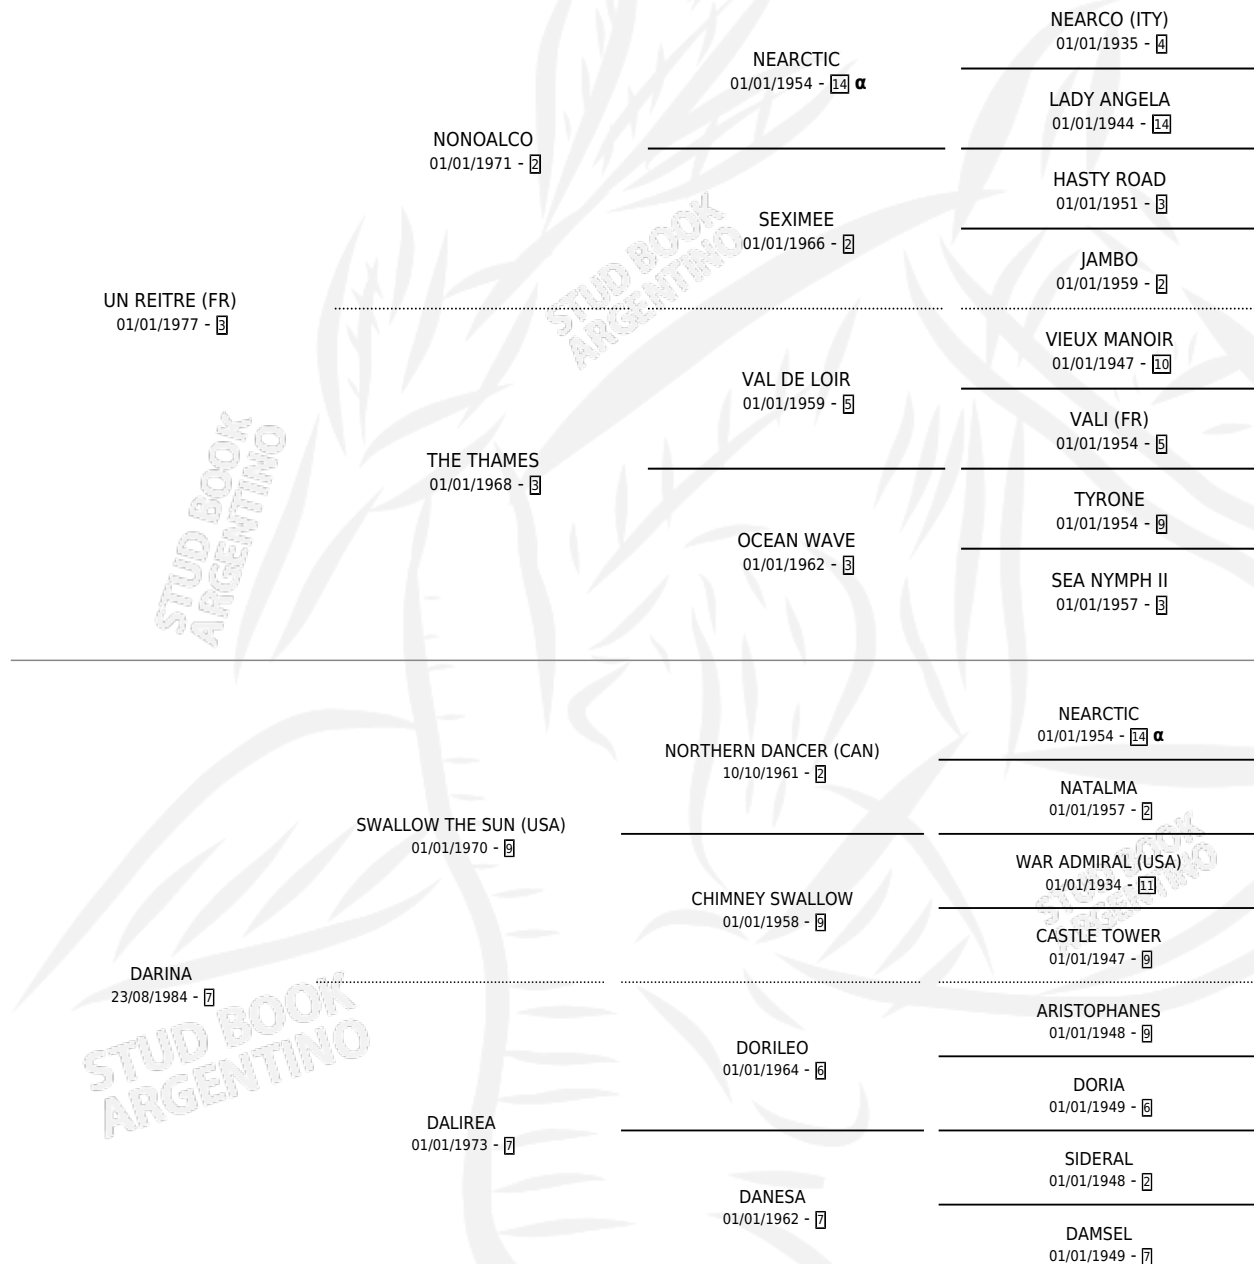 NEARCO (ITY)
01/01/1935 - 4
NEARCTIC
01/01/1954 - 14 α
LADY ANGELA
01/01/1944 - 14
NONOALCO
01/01/1971 - 2
HASTY ROAD
01/01/1951 - 3
SEXIMEE
01/01/1966 - 2
JAMBO
01/01/1959 - 2
UN REITRE (FR)
01/01/1977 - 3
VIEUX MANOIR
01/01/1947 - 10
VAL DE LOIR
01/01/1959 - 5
VALI (FR)
01/01/1954 - 5
THE THAMES
01/01/1968 - 3
TYRONE
01/01/1954 - 9
OCEAN WAVE
01/01/1962 - 3
SEA NYMPH II
01/01/1957 - 3
NEARCTIC
01/01/1954 - 14 α
NORTHERN DANCER (CAN)
10/10/1961 - 2
NATALMA
01/01/1957 - 2
SWALLOW THE SUN (USA)
01/01/1970 - 9
WAR ADMIRAL (USA)
01/01/1934 - 11
CHIMNEY SWALLOW
01/01/1958 - 9
CASTLE TOWER
01/01/1947 - 9
DARINA
23/08/1984 - 7
ARISTOPHANES
01/01/1948 - 9
DORILEO
01/01/1964 - 6
DORIA
01/01/1949 - 6
DALIREA
01/01/1973 - 7
SIDERAL
01/01/1948 - 2
DANESA
01/01/1962 - 7
DAMSEL
01/01/1949 - 7
STUD BOOK
ARGENTINO
STUD BOOK
ARGENTINO
STUD BOOK
ARGENTINO
STUD BOOK
ARGENTINO